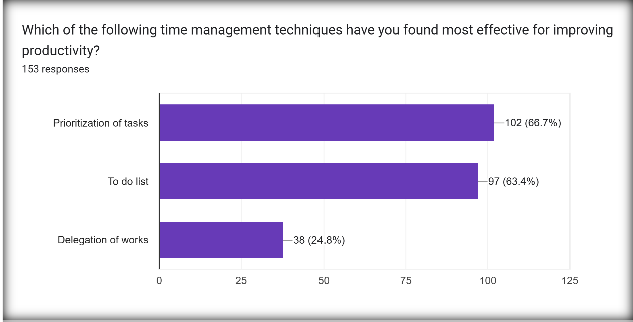 Which of the following time management techniques have you found most effective for improving
productivity?
153 responses
Prioritization of tasks
102 (66.7%)
To do list
97 (63.4%)
Delegation of works
38 (24.8%)
0 25 50 75 100 125